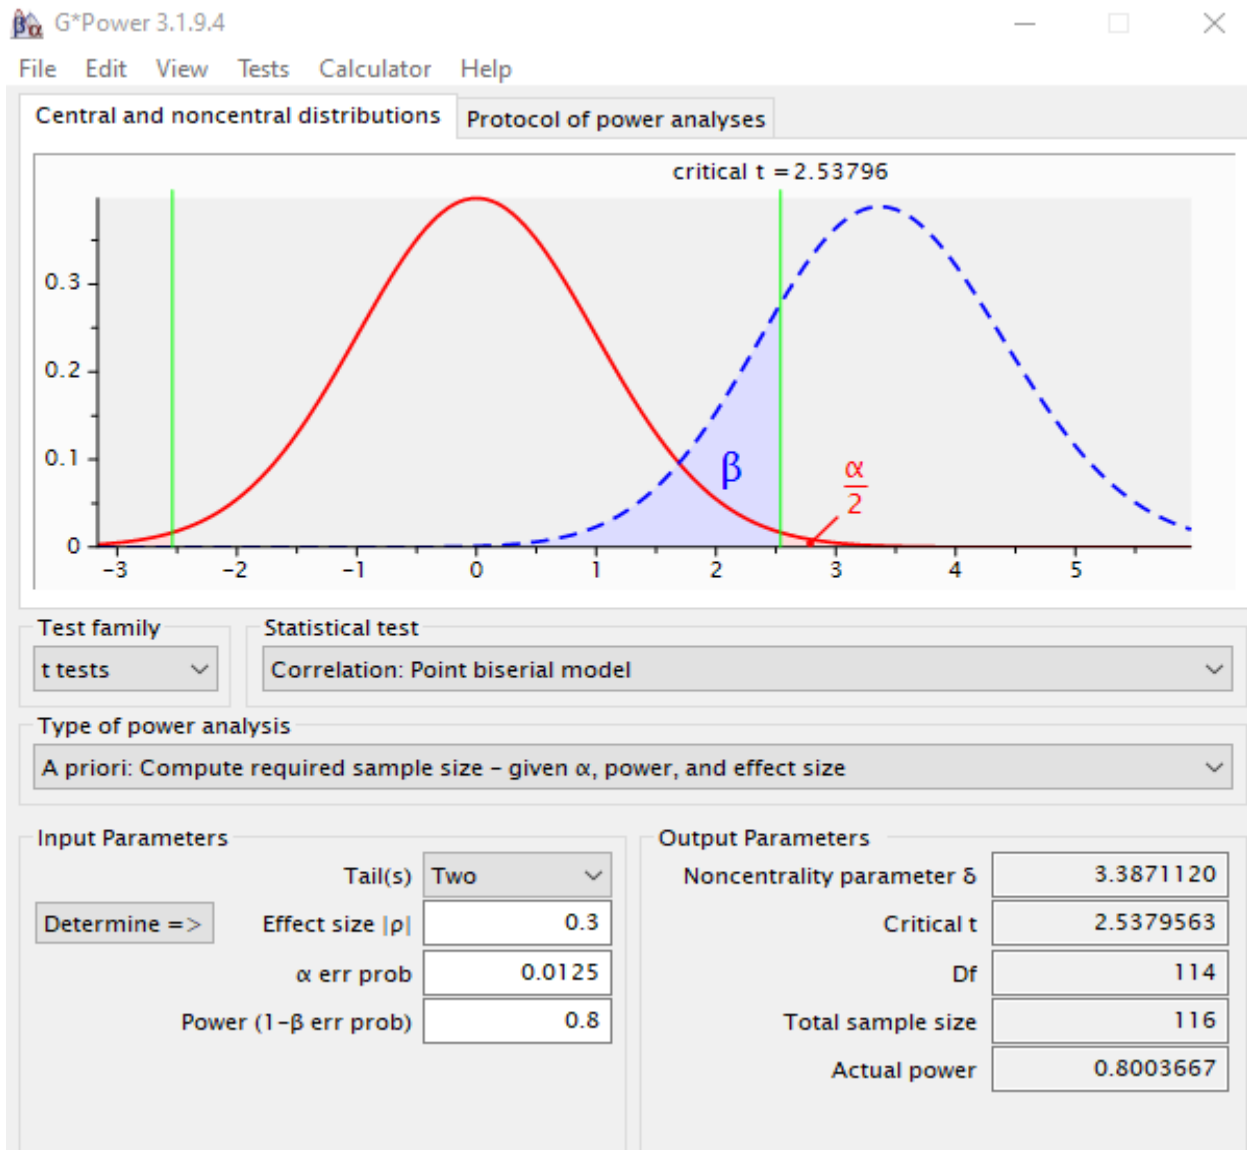 G*Power 3.1.9.4
File Edit View Tests Calculator Help
Central and noncentral distributions Protocol of power analyses
critical t = 2.53796
0.3
0.2
0.1
0
β
α
2
-3 -2 -1 0 1 2 3 4 5
Test family Statistical test
t tests Correlation: Point biserial model
Type of power analysis
A priori: Compute required sample size - given α, power, and effect size
Input Parameters Output Parameters
Tail(s) Two Noncentrality parameter δ 3.3871120
Determine => Effect size |ρ| 0.3 Critical t 2.5379563
α err prob 0.0125 Df 114
Power (1-β err prob) 0.8 Total sample size 116
Actual power 0.8003667